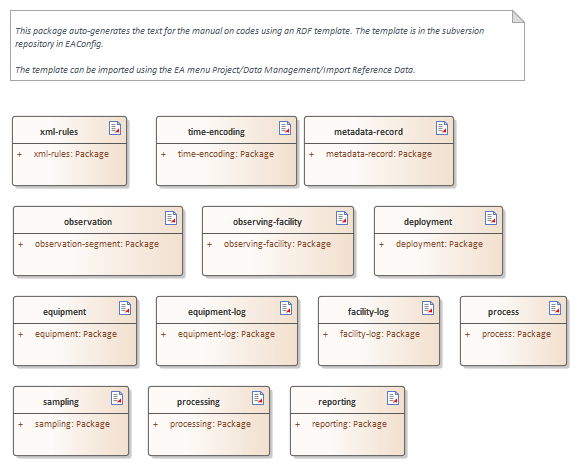 This package auto-generates the text for the manual on codes using an RDF template. The template is in the subversion
repository in EAConfig.
The template can be imported using the EA menu Project/Data Management/Import Reference Data.
xml-rules
+ xml-rules: Package
time-encoding
+ time-encoding: Package
metadata-record
+ metadata-record: Package
observation
+ observation-segment: Package
observing-facility
+ observing-facility: Package
deployment
+ deployment: Package
equipment
+ equipment: Package
equipment-log
+ equipment-log: Package
facility-log
+ facility-log: Package
process
+ process: Package
sampling
+ sampling: Package
processing
+ processing: Package
reporting
+ reporting: Package